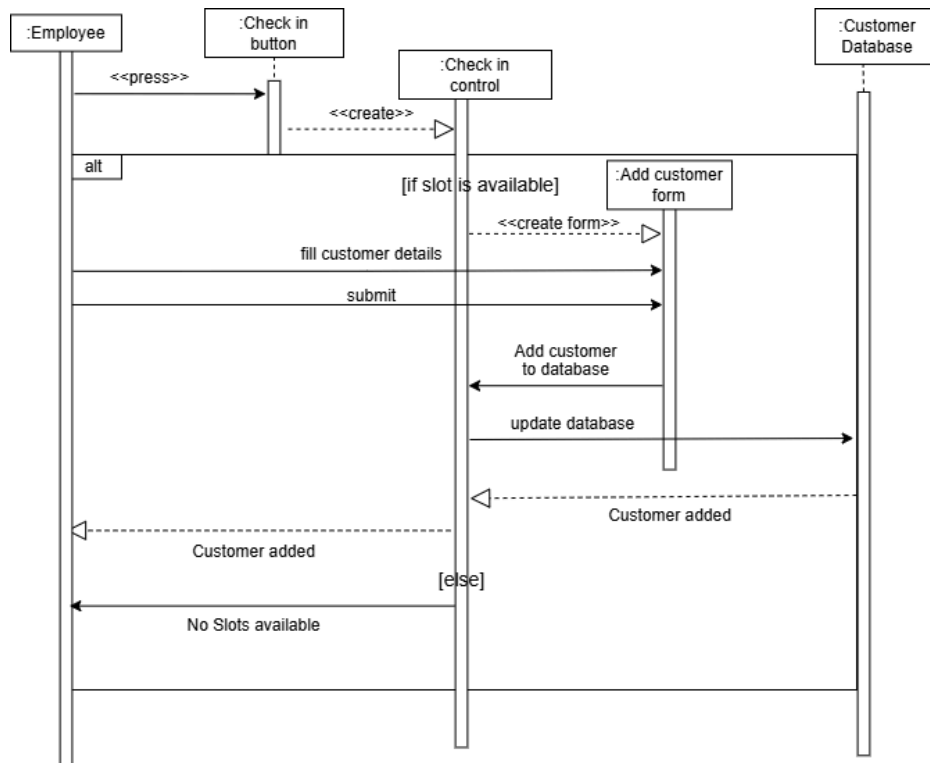 :Employee
:Check in
button
:Customer
Database
:Check in
control
<<press>>
<<create>>
alt
[if slot is available]
:Add customer
form
<<create form>>
fill customer details
submit
Add customer
to database
update database
Customer added
Customer added
[else]
No Slots available